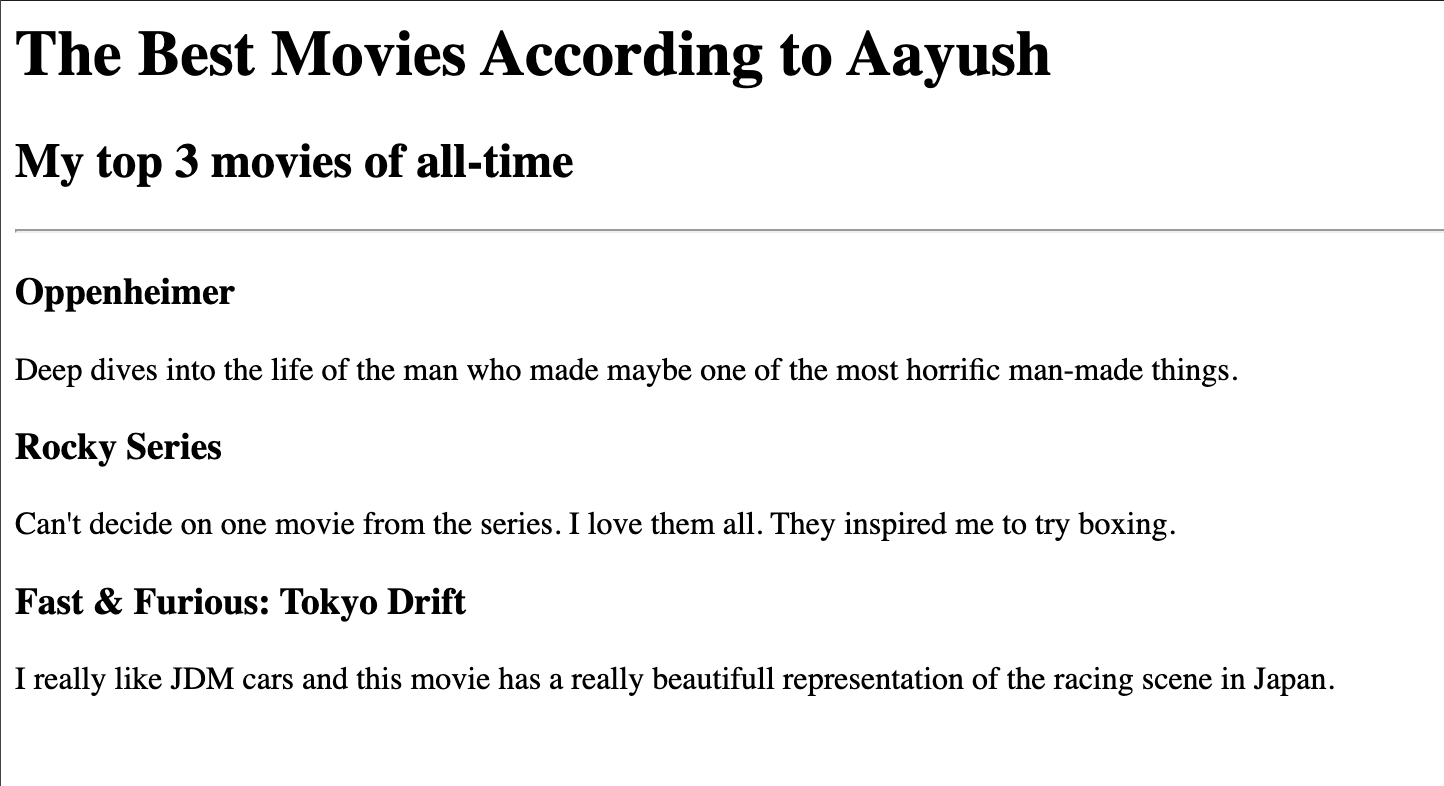 The Best Movies According to Aayush
My top 3 movies of all-time
Oppenheimer
Deep dives into the life of the man who made maybe one of the most horrific man-made things.
Rocky Series
Can't decide on one movie from the series. I love them all. They inspired me to try boxing.
Fast & Furious: Tokyo Drift
I really like JDM cars and this movie has a really beautifull representation of the racing scene in Japan.